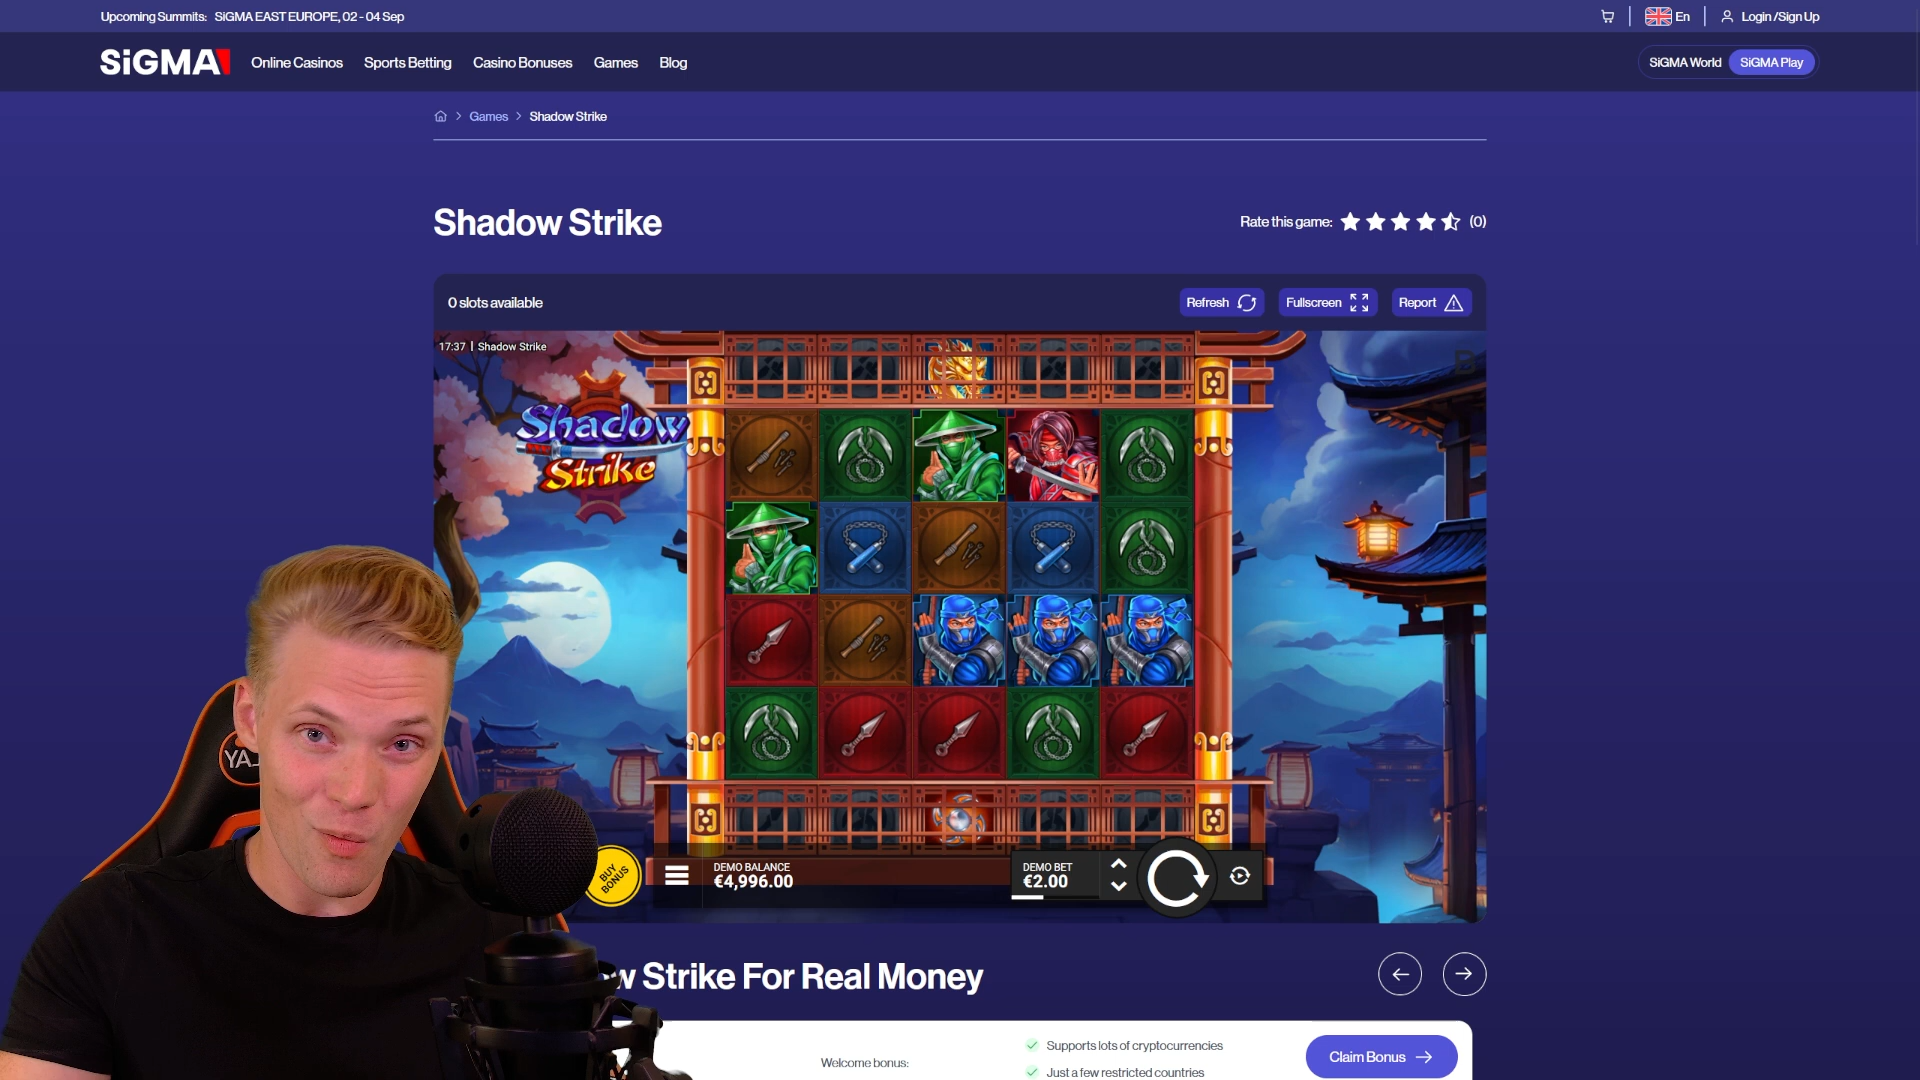 Upcoming Summits: SiGMA EAST EUROPE, 02 - 04 Sep
En
Login /Sign Up
SiGMA
Online Casinos
Sports Betting
Casino Bonuses
Games
Blog
SiGMA World
SiGMA Play
Games
Shadow Strike
Shadow Strike
Rate this game:
(0)
0 slots available
Refresh
Fullscreen
Report
17:37 | Shadow Strike
B
Shadow
Strike
BUY
BONUS
DEMO BALANCE
€4,996.00
DEMO BET
€2.00
w Strike For Real Money
Welcome bonus:
Supports lots of cryptocurrencies
Just a few restricted countries
Claim Bonus